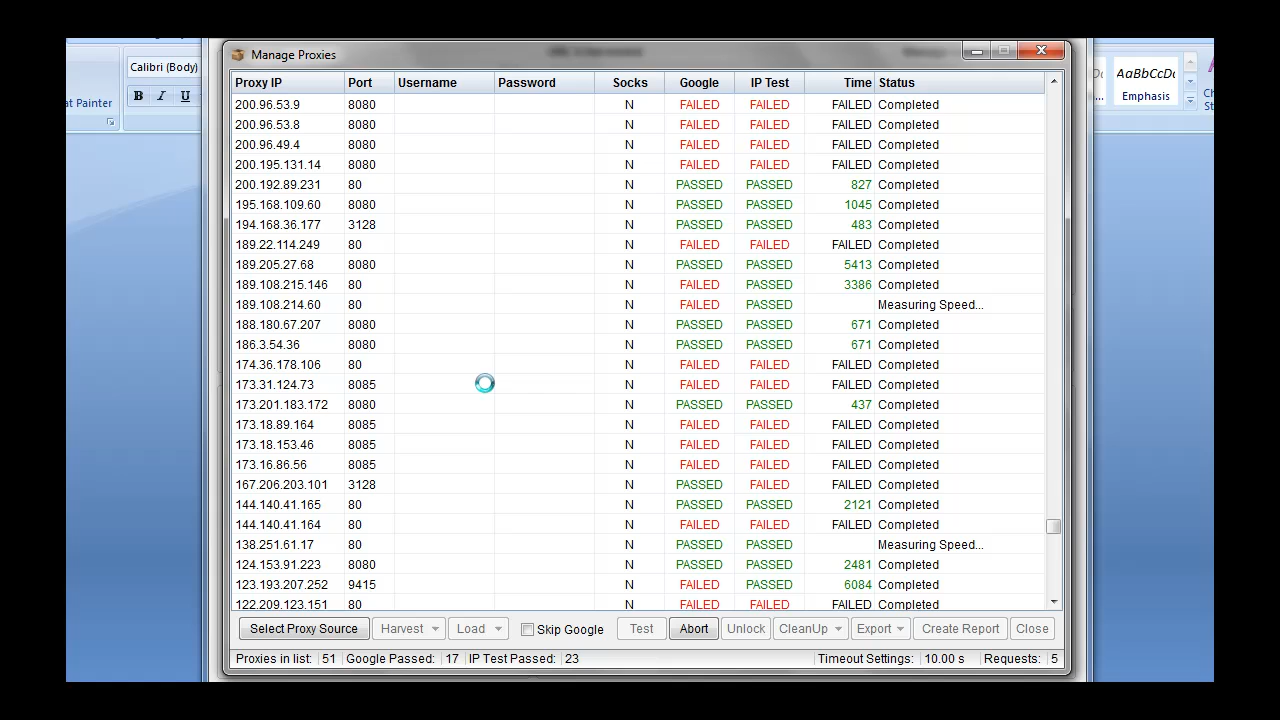 Manage Proxies
Calibri (Body)
B I U
at Painter
AaBbCcDc
Emphasis
Proxy IP Port Username Password Socks Google IP Test Time Status
200.96.53.9 8080 N FAILED FAILED FAILED Completed
200.96.53.8 8080 N FAILED FAILED FAILED Completed
200.96.49.4 8080 N FAILED FAILED FAILED Completed
200.195.131.14 8080 N FAILED FAILED FAILED Completed
200.192.89.231 80 N PASSED PASSED 827 Completed
195.168.109.60 8080 N PASSED PASSED 1045 Completed
194.168.36.177 3128 N PASSED PASSED 483 Completed
189.22.114.249 80 N FAILED FAILED FAILED Completed
189.205.27.68 8080 N PASSED PASSED 5413 Completed
189.108.215.146 80 N PASSED PASSED 3386 Completed
189.108.214.60 80 N FAILED PASSED Measuring Speed...
188.180.67.207 8080 N PASSED PASSED 671 Completed
186.3.54.36 8080 N PASSED PASSED 671 Completed
174.36.178.106 80 N FAILED FAILED FAILED Completed
173.31.124.73 8085 N FAILED FAILED FAILED Completed
173.201.183.172 8080 N PASSED PASSED 437 Completed
173.18.89.164 8085 N FAILED FAILED FAILED Completed
173.18.153.46 8085 N FAILED FAILED FAILED Completed
173.16.86.56 8085 N FAILED FAILED FAILED Completed
167.206.203.101 3128 N PASSED FAILED FAILED Completed
144.140.41.165 80 N PASSED PASSED 2121 Completed
144.140.41.164 80 N FAILED FAILED FAILED Completed
138.251.61.17 80 N PASSED PASSED Measuring Speed...
124.153.91.223 8080 N PASSED PASSED 2481 Completed
123.193.207.252 9415 N FAILED PASSED 6084 Completed
122.209.123.151 80 N FAILED FAILED FAILED Completed
Select Proxy Source Harvest Load Skip Google Test Abort Unlock CleanUp Export Create Report Close
Proxies in list: 51 Google Passed: 17 IP Test Passed: 23 Timeout Settings: 10.00 s Requests: 5